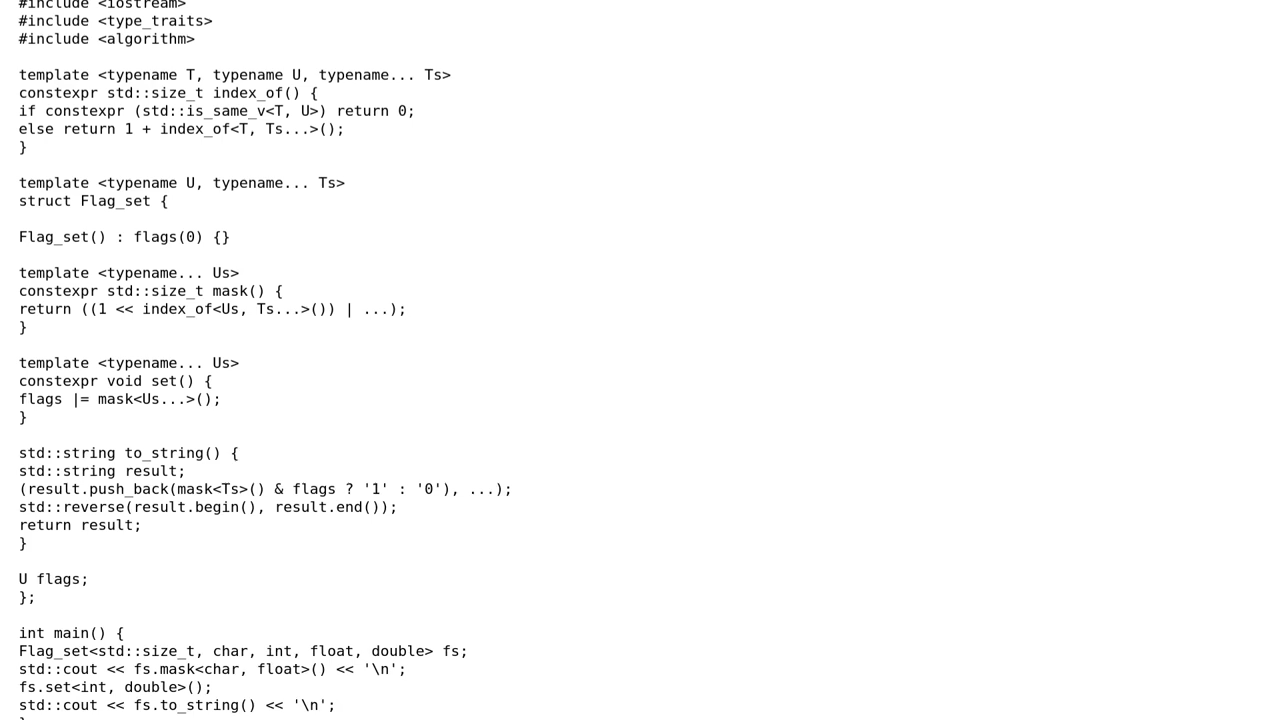 #include <iostream>
#include <type_traits>
#include <algorithm>
template <typename T, typename U, typename... Ts>
constexpr std::size_t index_of() {
if constexpr (std::is_same_v<T, U>) return 0;
else return 1 + index_of<T, Ts...>();
}
template <typename U, typename... Ts>
struct Flag_set {
Flag_set() : flags(0) {}
template <typename... Us>
constexpr std::size_t mask() {
return ((1 << index_of<Us, Ts...>()) | ...);
}
template <typename... Us>
constexpr void set() {
flags |= mask<Us...>();
}
std::string to_string() {
std::string result;
(result.push_back(mask<Ts>() & flags ? '1' : '0'), ...);
std::reverse(result.begin(), result.end());
return result;
}
U flags;
};
int main() {
Flag_set<std::size_t, char, int, float, double> fs;
std::cout << fs.mask<char, float>() << '\n';
fs.set<int, double>();
std::cout << fs.to_string() << '\n';
}